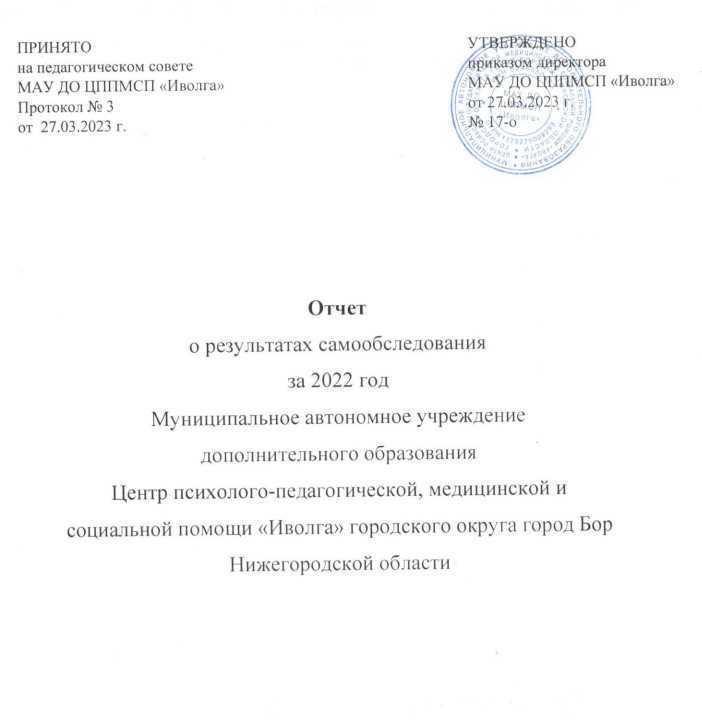 ПРИНЯТО
на педагогическом совете
МАУ ДО ЦППМСП «Иволга»
Протокол № 3
от 27.03.2023 г.
УТВЕРЖДЕНО
приказом директора
МАУ ДО ЦППМСП «Иволга»
от 27.03.2023 г.
№ 17-о
Отчет
о результатах самообследования
за 2022 год
Муниципальное автономное учреждение
дополнительного образования
Центр психолого-педагогической, медицинской и
социальной помощи «Иволга» городского округа город Бор
Нижегородской области